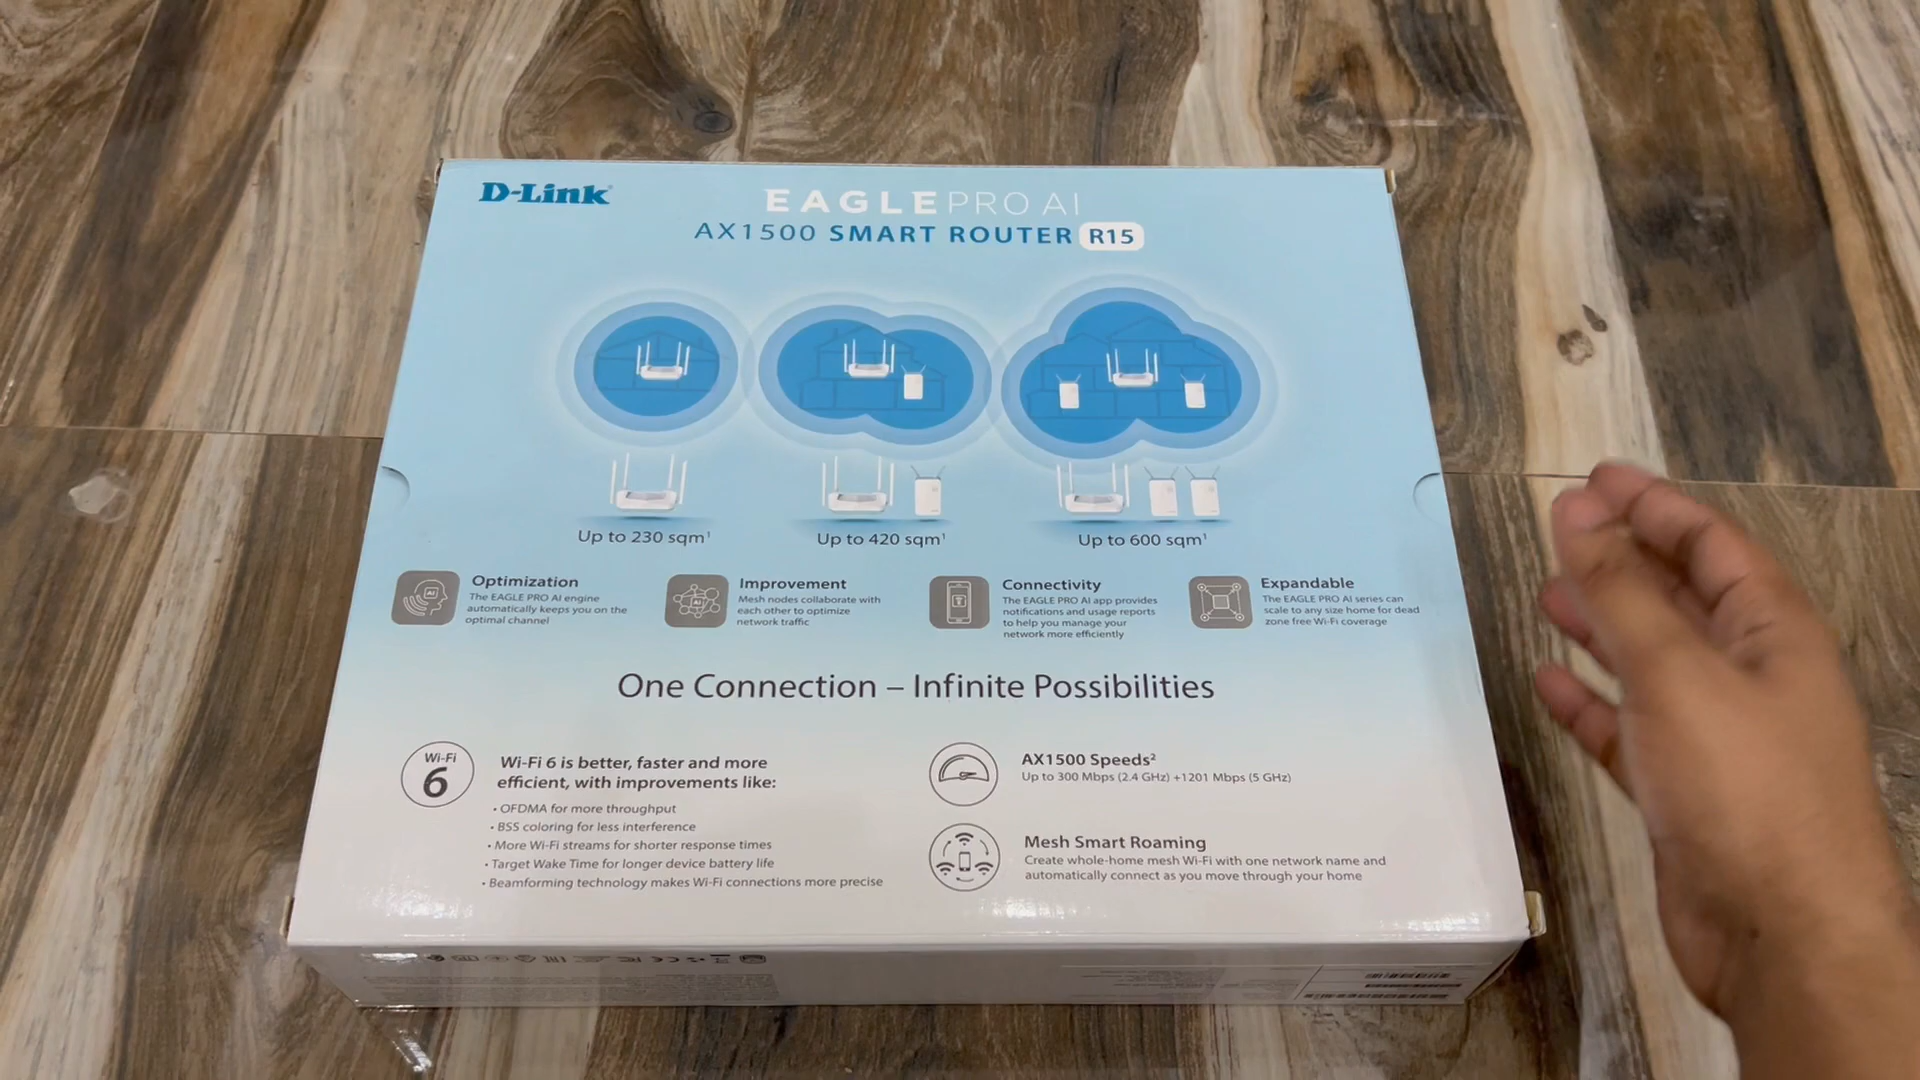 D-Link
EAGLE PRO AI
AX1500 SMART ROUTER R15
Up to 230 sqm¹
Up to 420 sqm¹
Up to 600 sqm¹
Optimization
The EAGLE PRO AI engine
automatically keeps you on the
optimal channel
AI
Improvement
Mesh nodes collaborate with
each other to optimize
network traffic
AI
Connectivity
The EAGLE PRO AI app provides
notifications and usage reports
to help you manage your
network more efficiently
Expandable
The EAGLE PRO AI series can
scale to any size home for dead
zone free Wi-Fi coverage
One Connection – Infinite Possibilities
Wi-Fi
6
Wi-Fi 6 is better, faster and more
efficient, with improvements like:
• OFDMA for more throughput
• BSS coloring for less interference
• More Wi-Fi streams for shorter response times
• Target Wake Time for longer device battery life
• Beamforming technology makes Wi-Fi connections more precise
AX1500 Speeds²
Up to 300 Mbps (2.4 GHz) +1201 Mbps (5 GHz)
Mesh Smart Roaming
Create whole-home mesh Wi-Fi with one network name and
automatically connect as you move through your home